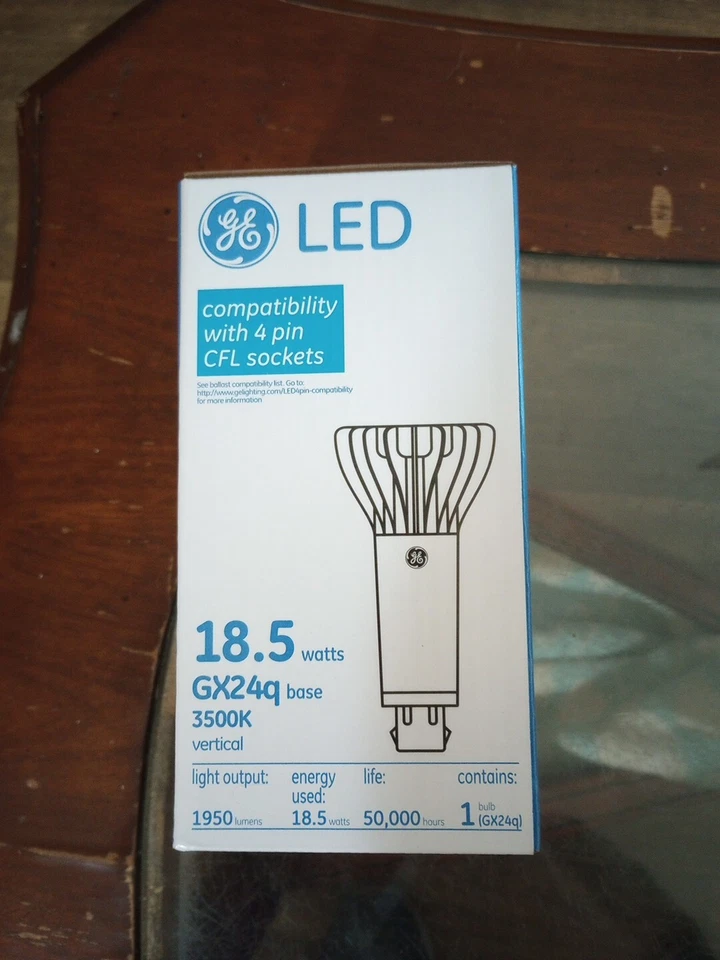 GE LED
compatibility
with 4 pin
CFL sockets
See ballast compatibility list. Go to:
http://www.gelighting.com/LED4pin-compatibility
for more information
GE
18.5 watts
GX24q base
3500K
vertical
light output: energy used: life: contains:
1950 lumens 18.5 watts 50,000 hours 1 bulb (GX24q)